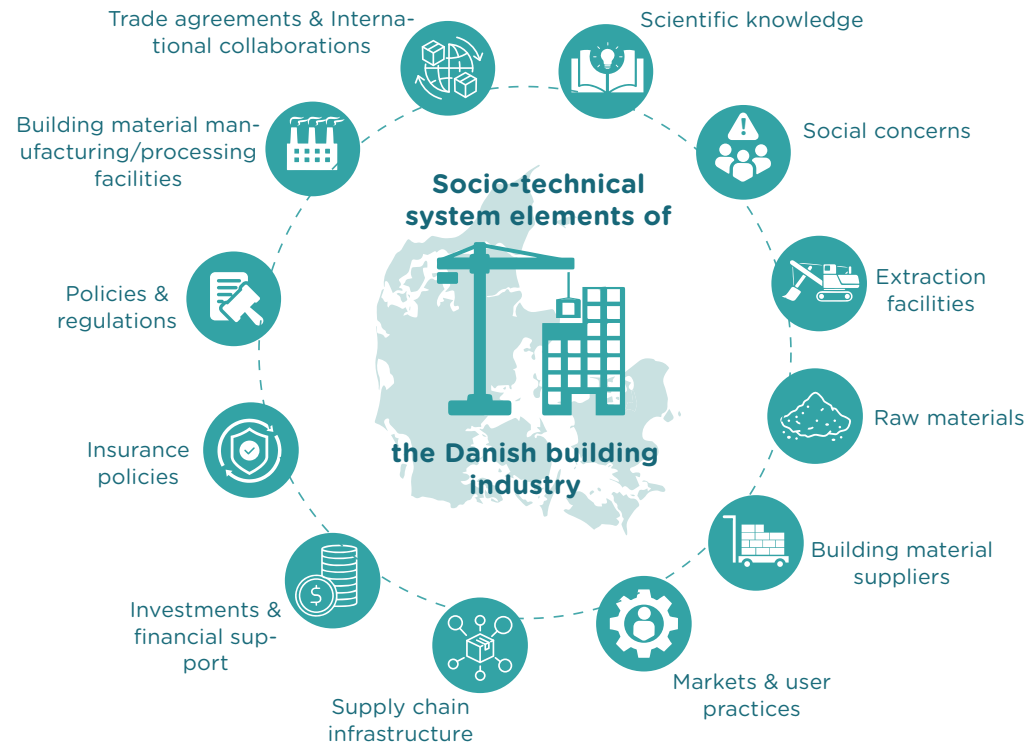 Trade agreements & Interna-
tional collaborations
Scientific knowledge
Building material man-
ufacturing/processing
facilities
Social concerns
Socio-technical
system elements of
Policies &
regulations
Extraction
facilities
Raw materials
Insurance
policies
the Danish building
industry
Building material
suppliers
Investments &
financial sup-
port
$
Markets & user
practices
Supply chain
infrastructure